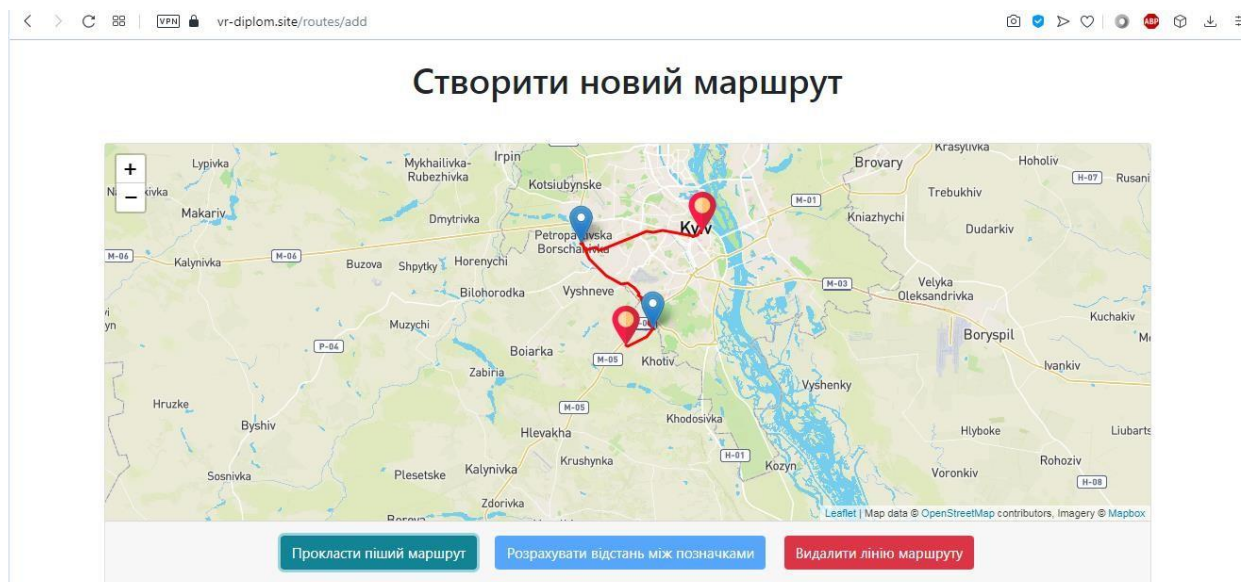 VPN vr-diplom.site/routes/add ABP
Створити новий маршрут
+
−
Lypivka
Mykhailivka-
Rubezhivka
Irpin
Kotsiubynske
Brovary
Krasylivka
Hoholiv
H-07
Rusani
Makariv
Dmytrivka
M-01
Trebukhiv
Kniazhychi
Dudarkiv
Kyiv
M-06
Kalynivka
M-06
Buzova
Shpytky
Horenychi
Bilohorodka
Vyshneve
M-03
Velyka
Oleksandrivka
Kuchakiv
Muzychi
P-04
Boiarka
M-05
Khotiv
Boryspil
Zabiria
Ivankiv
Vyshenky
Hruzke
Byshiv
M-05
Khodosivka
Hlevakha
Hlyboke
Liubarts
Sosnivka
Plesetske
Kalynivka
Krushynka
H-01
Kozyn
Voronkiv
Rohoziv
H-08
Zdorivka
Leaflet | Map data © OpenStreetMap contributors, Imagery © Mapbox
Прокласти піший маршрут
Розрахувати відстань між позначками
Видалити лінію маршруту